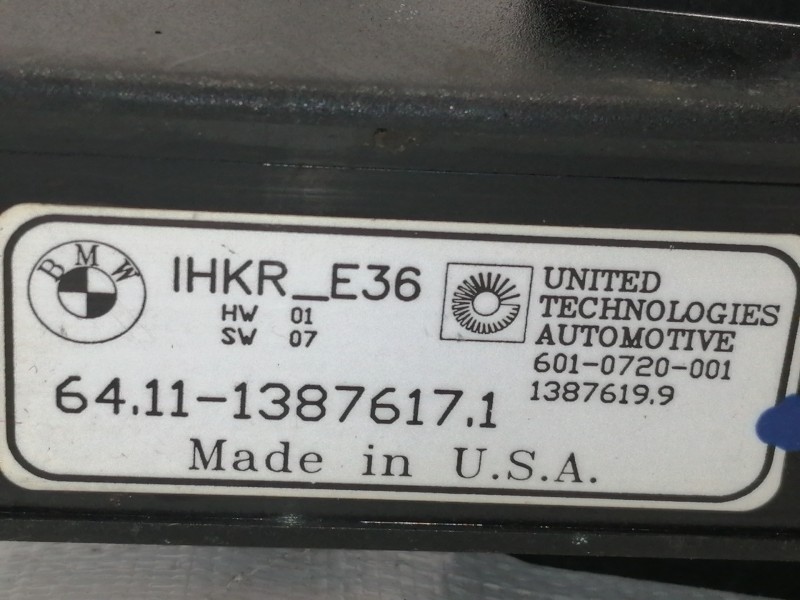 BMW
IHKR_E36
HW 01
SW 07
64.11-1387617.1
UNITED
TECHNOLOGIES
AUTOMOTIVE
601-0720-001
1387619.9
Made in U.S.A.